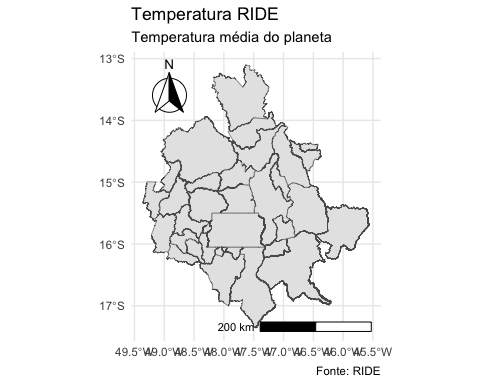 Temperatura RIDE
Temperatura média do planeta
N
13°S
14°S
15°S
16°S
17°S
200 km
49.5°W 49.0°W 48.5°W 48.0°W 47.5°W 47.0°W 46.5°W 46.0°W 45.5°W
Fonte: RIDE